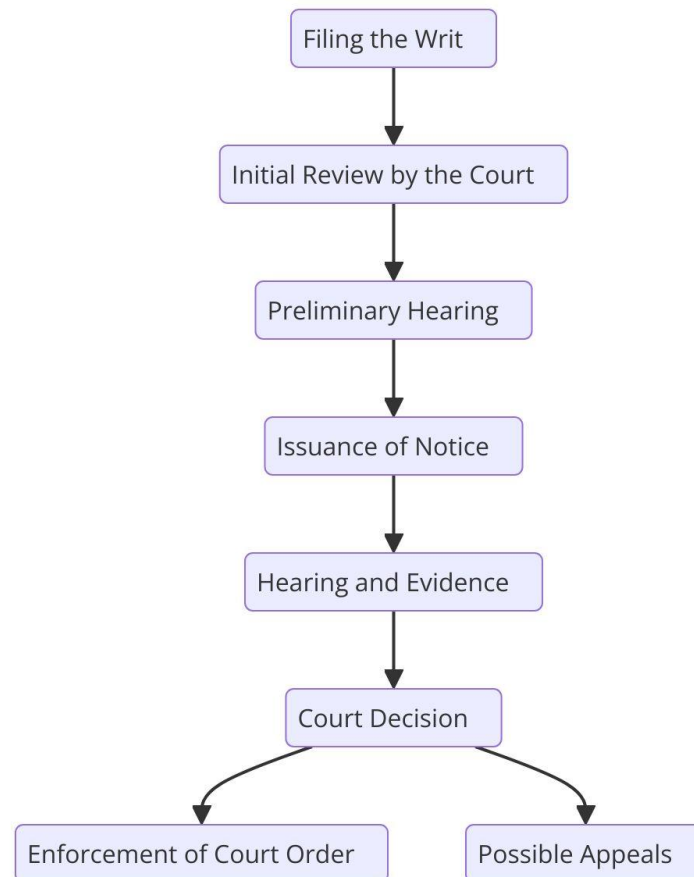 Filing the Writ
Initial Review by the Court
Preliminary Hearing
Issuance of Notice
Hearing and Evidence
Court Decision
Enforcement of Court Order
Possible Appeals